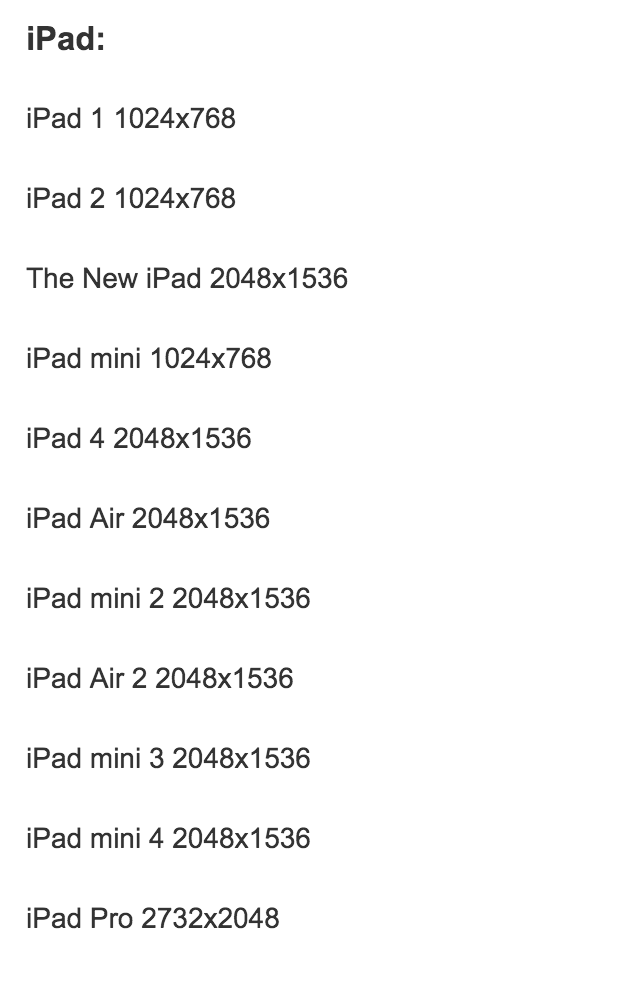 iPad:
iPad 1 1024x768
iPad 2 1024x768
The New iPad 2048x1536
iPad mini 1024x768
iPad 4 2048x1536
iPad Air 2048x1536
iPad mini 2 2048x1536
iPad Air 2 2048x1536
iPad mini 3 2048x1536
iPad mini 4 2048x1536
iPad Pro 2732x2048